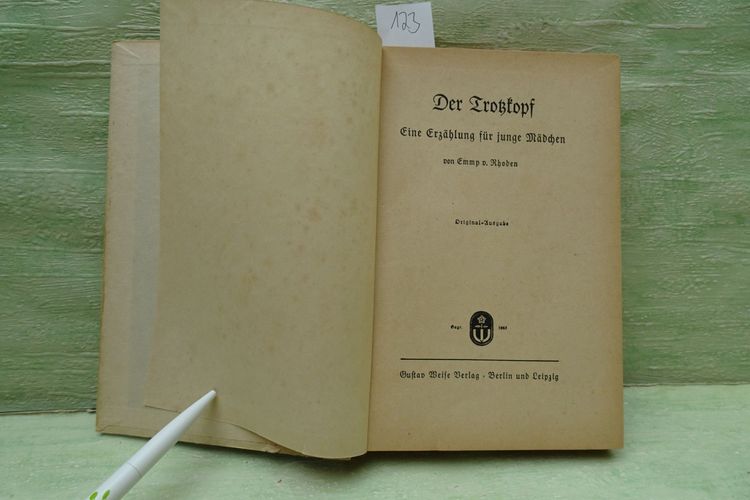 123
Der Trotzkopf
Eine Erzählung für junge Mädchen
von Emmy v. Rhoden
Original-Ausgabe
Gegr.
W
Gustav Weise Verlag · Berlin und Leipzig